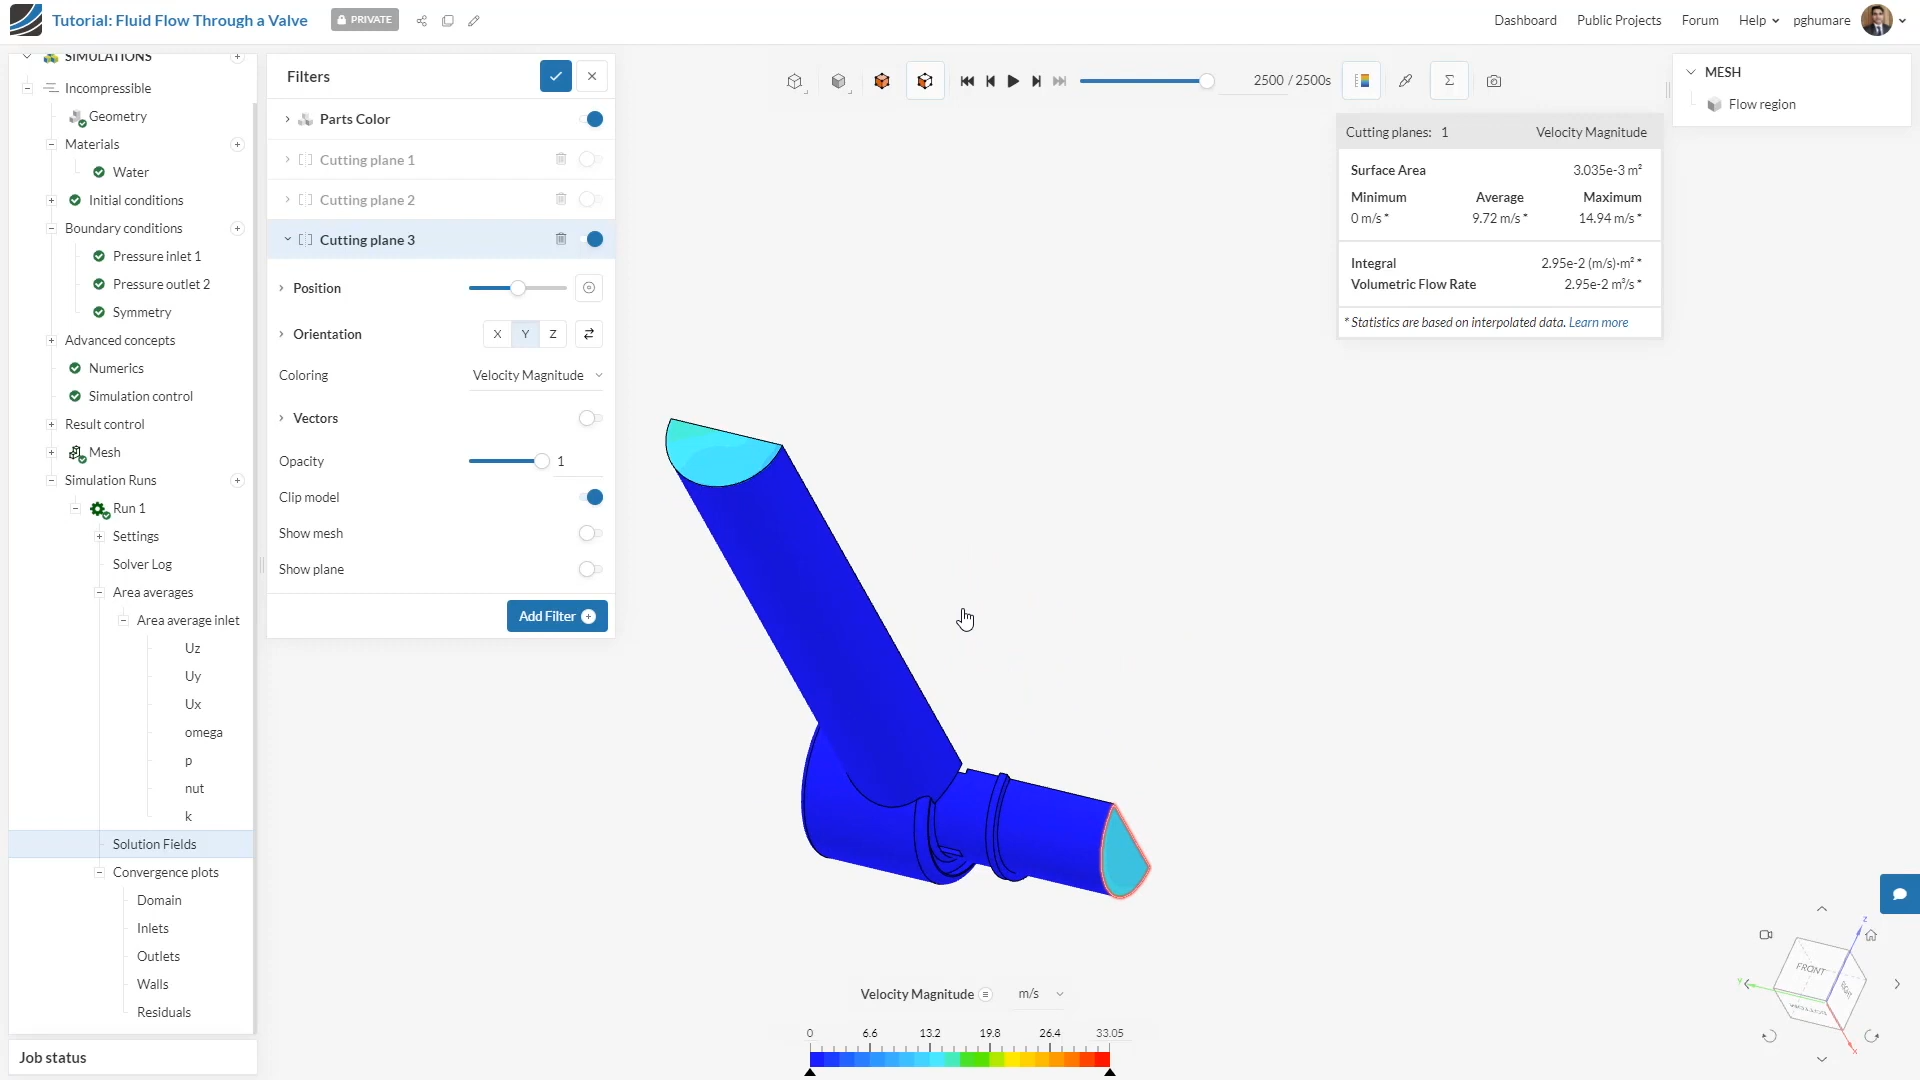 Tutorial: Fluid Flow Through a Valve
PRIVATE
Dashboard
Public Projects
Forum
Help
pghumare
SIMULATIONS
Incompressible
Geometry
Materials
Water
Initial conditions
Boundary conditions
Pressure inlet 1
Pressure outlet 2
Symmetry
Advanced concepts
Numerics
Simulation control
Result control
Mesh
Simulation Runs
Run 1
Settings
Solver Log
Area averages
Area average inlet
Uz
Uy
Ux
omega
p
nut
k
Solution Fields
Convergence plots
Domain
Inlets
Outlets
Walls
Residuals
Job status
Filters
Parts Color
Cutting plane 1
Cutting plane 2
Cutting plane 3
Position
Orientation
X Y Z
Coloring
Velocity Magnitude
Vectors
Opacity
1
Clip model
Show mesh
Show plane
Add Filter
2500 / 2500s
Σ
Cutting planes: 1 Velocity Magnitude
Surface Area 3.035e-3 m²
Minimum Average Maximum
0 m/s * 9.72 m/s * 14.94 m/s *
Integral 2.95e-2 (m/s)·m² *
Volumetric Flow Rate 2.95e-2 m³/s *
* Statistics are based on interpolated data. Learn more
MESH
Flow region
Velocity Magnitude m/s
0 6.6 13.2 19.8 26.4 33.05
Z
FRONT
Y
X